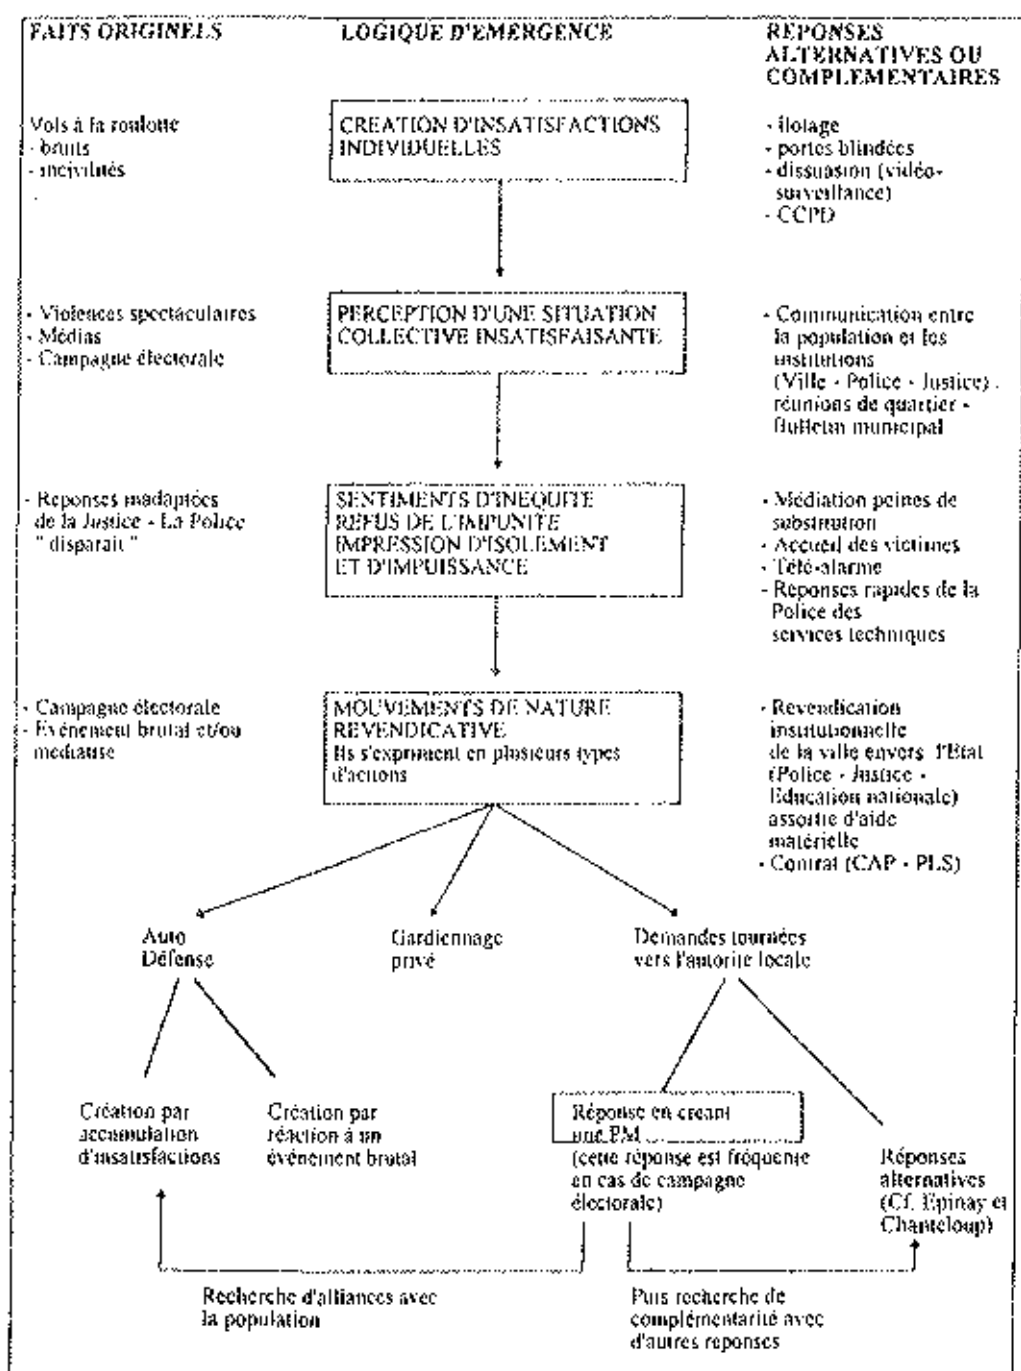 FAITS ORIGINELS
LOGIQUE D'EMERGENCE
REPONSES
ALTERNATIVES OU
COMPLEMENTAIRES
Vols à la roulotte
- bruits
- incivilités
CREATION D'INSATISFACTIONS
INDIVIDUELLES
- îlotage
- portes blindées
- dissuasion (vidéo-
surveillance)
- CCPD
- Violences spectaculaires
- Médias
- Campagne électorale
PERCEPTION D'UNE SITUATION
COLLECTIVE INSATISFAISANTE
- Communication entre
la population et les
institutions
(Ville - Police - Justice) -
réunions de quartier -
Bulletin municipal
- Reponses inadaptées
de la Justice - La Police
" disparait "
SENTIMENTS D'INEQUITE
REFUS DE L'IMPUNITE
IMPRESSION D'ISOLEMENT
ET D'IMPUISSANCE
- Médiation peines de
substitution
- Accueil des victimes
- Télé-alarme
- Réponses rapides de la
Police des
services techniques
- Campagne électorale
- Evénement brutal et/ou
mediatise
MOUVEMENTS DE NATURE
REVENDICATIVE
Ils s'expriment en plusieurs types
d'actions
- Revendication
institutionnelle
de la ville envers l'Etat
(Police - Justice -
Education nationale)
assortie d'aide
matérielle
- Contrat (CAP - PLS)
Auto
Défense
Gardiennage
privé
Demandes tournées
vers l'autorite locale
Création par
accumulation
d'insatisfactions
Création par
réaction à un
événement brutal
Réponse en creant
une PM
(cette réponse est fréquente
en cas de campagne
électorale)
Réponses
alternatives
(Cf. Epinay et
Chanteloup)
Recherche d'alliances avec
la population
Puis recherche de
complémentarité avec
d'autres reponses